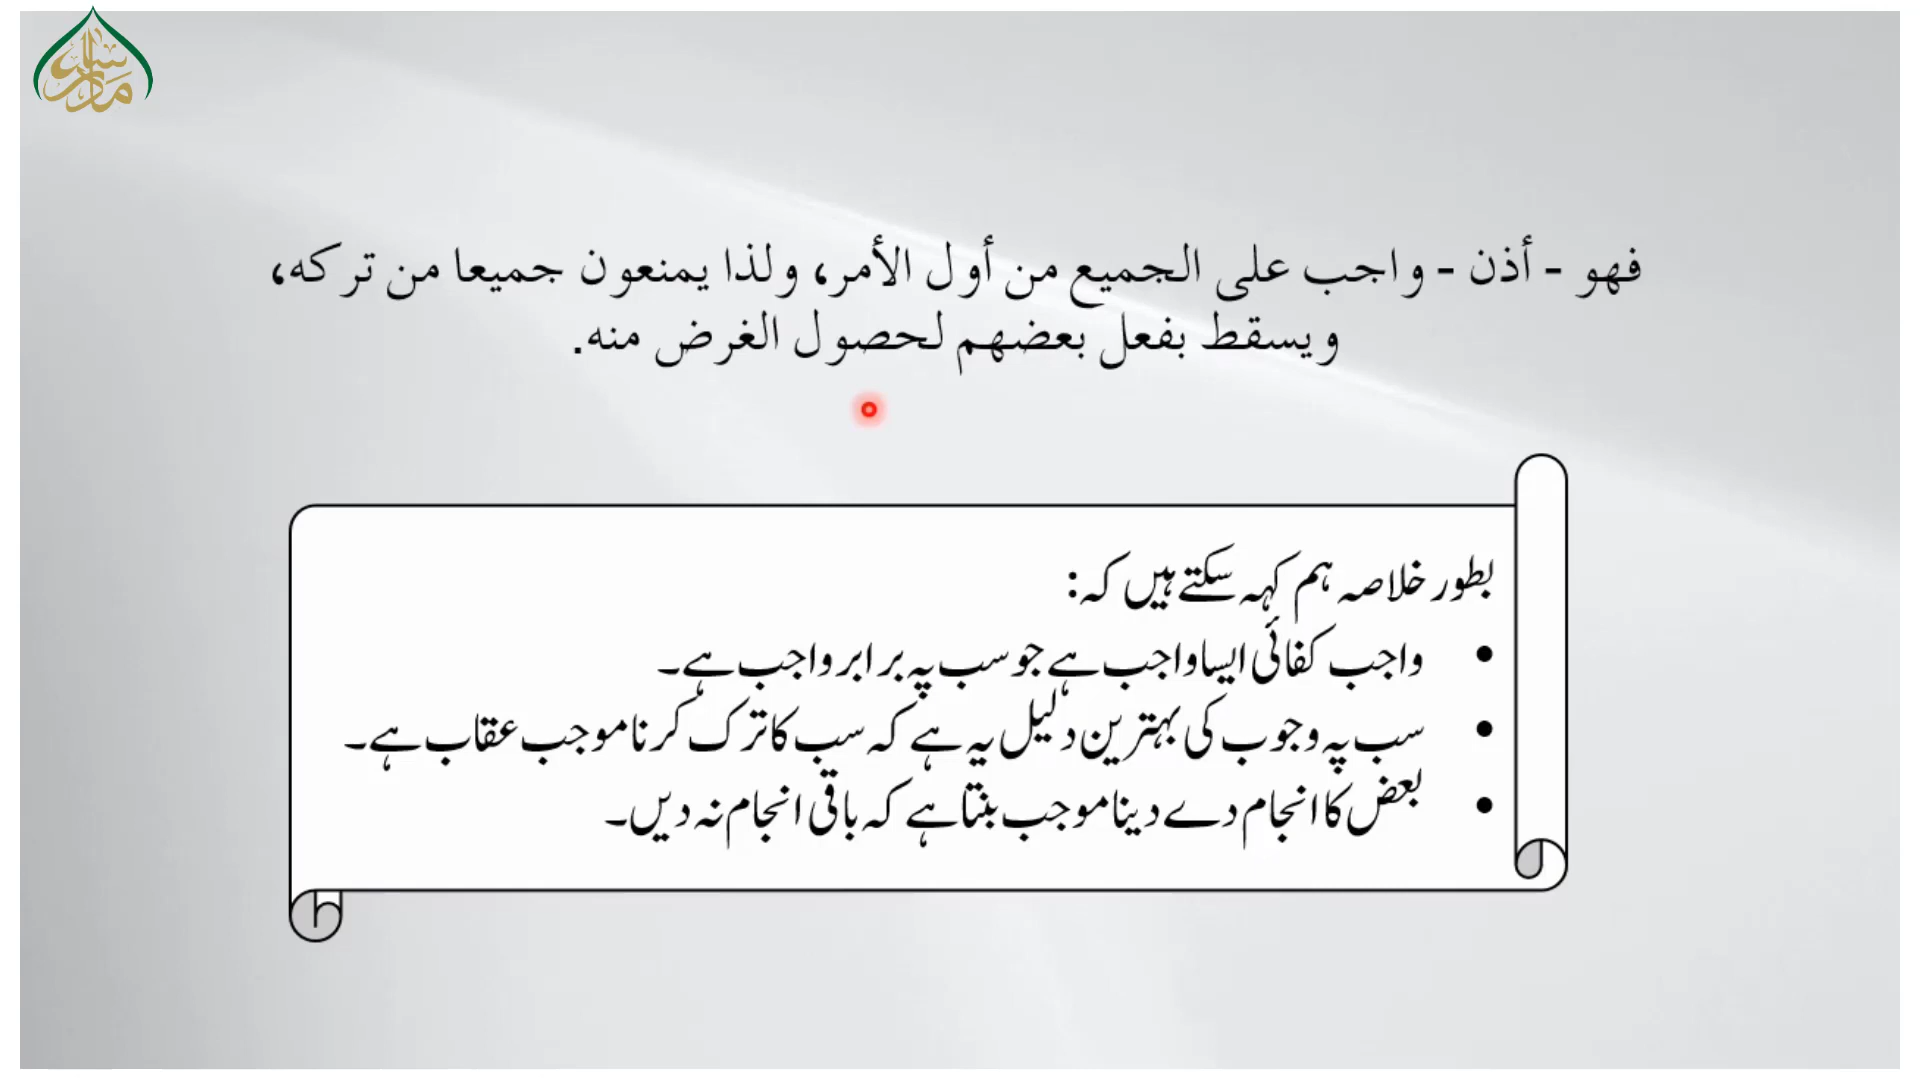 فهو - أذن - واجب على الجميع من أول الأمر، ولذا يمنعون جميعا من تركه،
ويسقط بفعل بعضهم لحصول الغرض منه.
بطور خلاصہ ہم کہہ سکتے ہیں کہ:
• واجب کفائی ایسا واجب ہے جو سب پہ برابر واجب ہے۔
• سب پہ وجوب کی بہترین دلیل یہ ہے کہ سب کا ترک کرنا موجب عقاب ہے۔
• بعض کا انجام دے دینا موجب بنتا ہے کہ باقی انجام نہ دیں۔